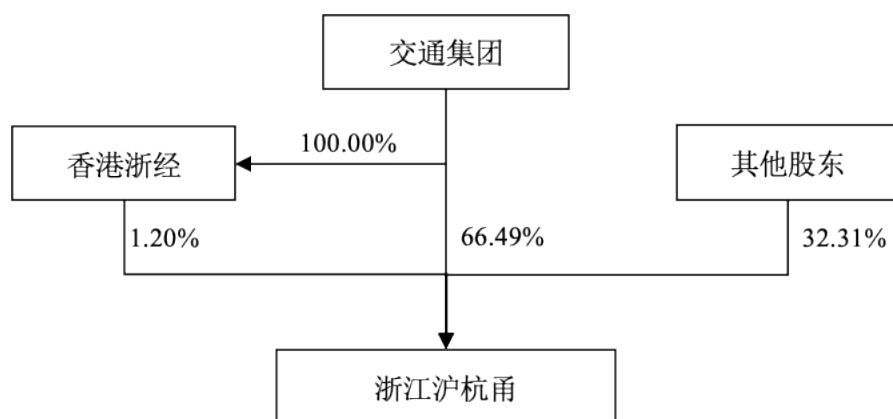 交通集团
100.00%
香港浙经
其他股东
1.20%
66.49%
32.31%
浙江沪杭甬